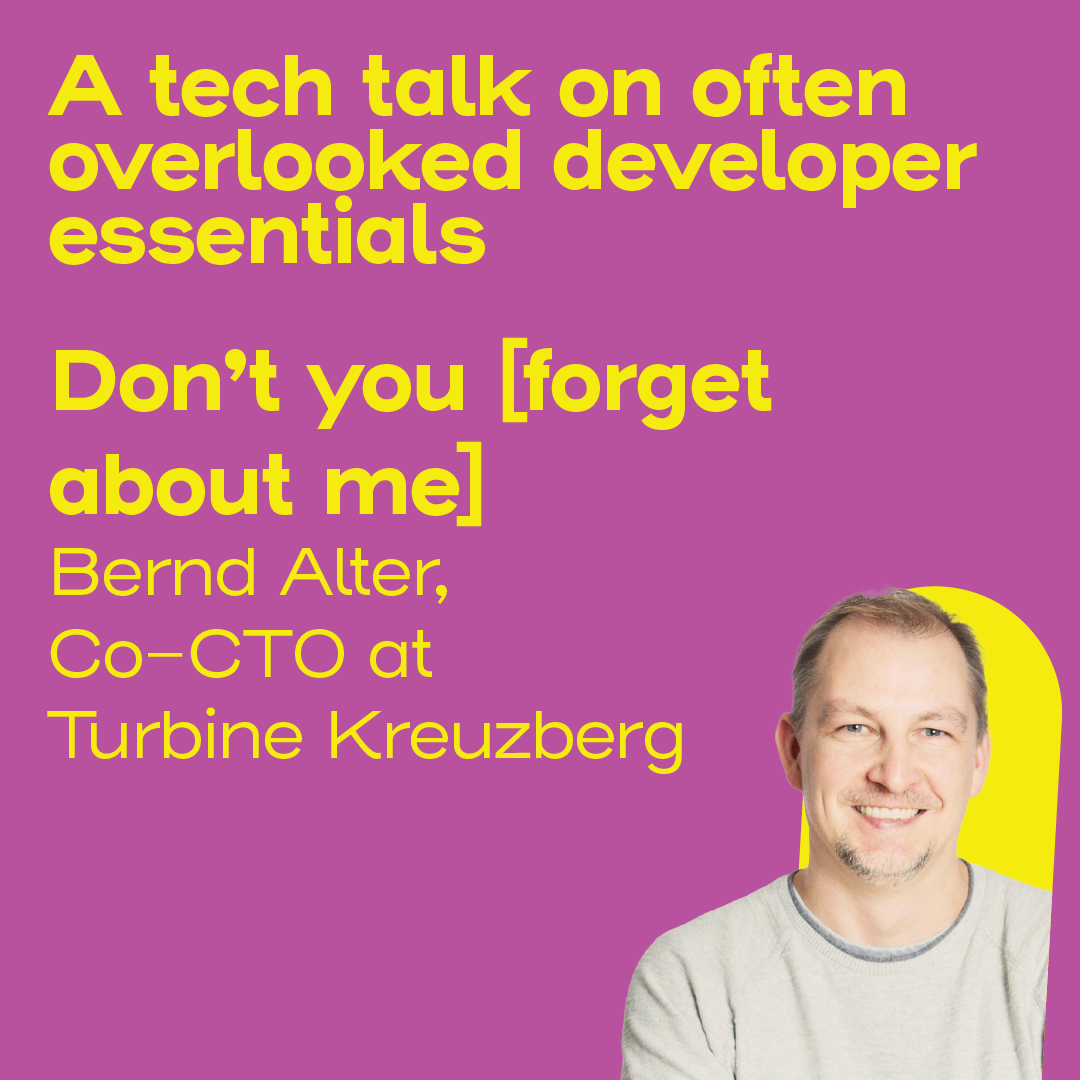 A tech talk on often
overlooked developer
essentials
Don’t you [forget
about me]
Bernd Alter,
Co–CTO at
Turbine Kreuzberg